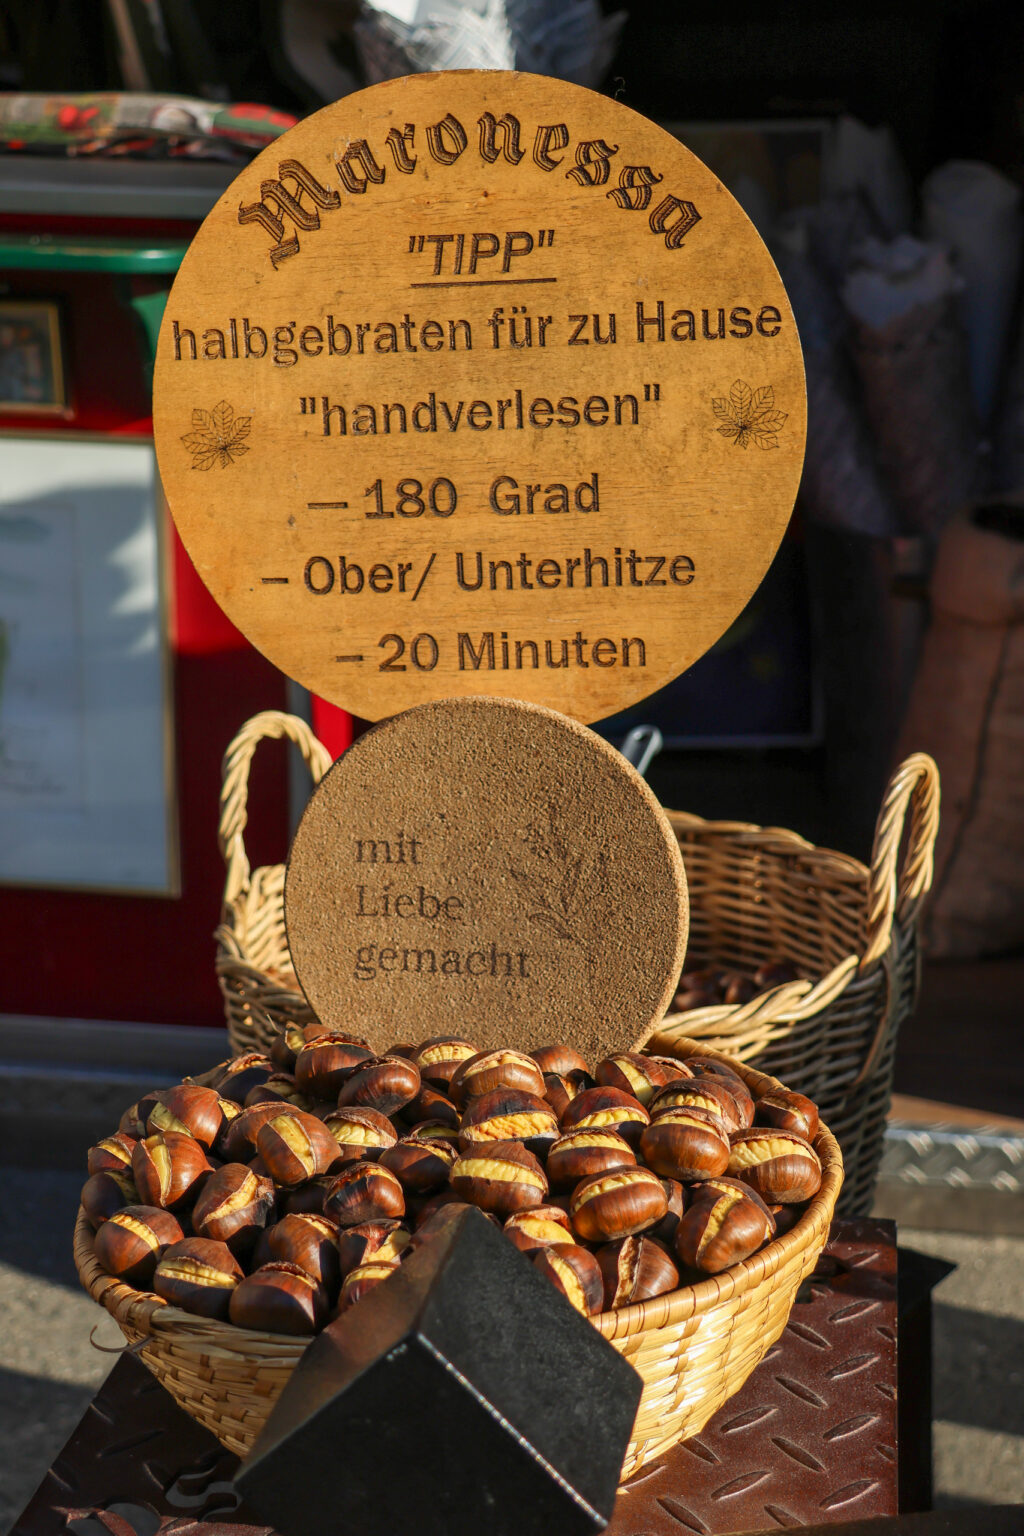 Maronessa
"TIPP"
halbgebraten für zu Hause
"handverlesen"
– 180 Grad
– Ober/ Unterhitze
– 20 Minuten
mit
Liebe
gemacht